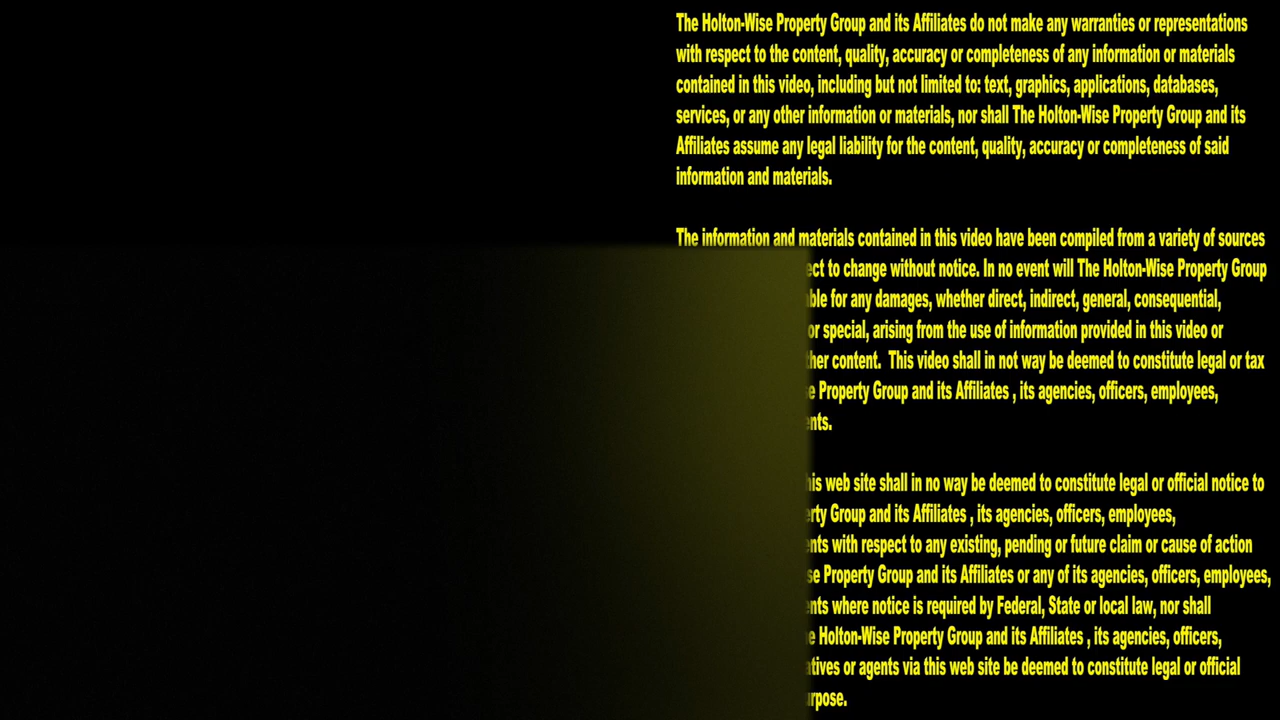 The Holton-Wise Property Group and its Affiliates do not make any warranties or representations
with respect to the content, quality, accuracy or completeness of any information or materials
contained in this video, including but not limited to: text, graphics, applications, databases,
services, or any other information or materials, nor shall The Holton-Wise Property Group and its
Affiliates assume any legal liability for the content, quality, accuracy or completeness of said
information and materials.
The information and materials contained in this video have been compiled from a variety of sources
to change without notice. In no event will The Holton-Wise Property Group
for any damages, whether direct, indirect, general, consequential,
or special, arising from the use of information provided in this video or
content. This video shall in not way be deemed to constitute legal or tax
Property Group and its Affiliates , its agencies, officers, employees,
web site shall in no way be deemed to constitute legal or official notice to
Group and its Affiliates , its agencies, officers, employees,
with respect to any existing, pending or future claim or cause of action
Property Group and its Affiliates or any of its agencies, officers, employees,
where notice is required by Federal, State or local law, nor shall
Holton-Wise Property Group and its Affiliates , its agencies, officers,
or agents via this web site be deemed to constitute legal or official